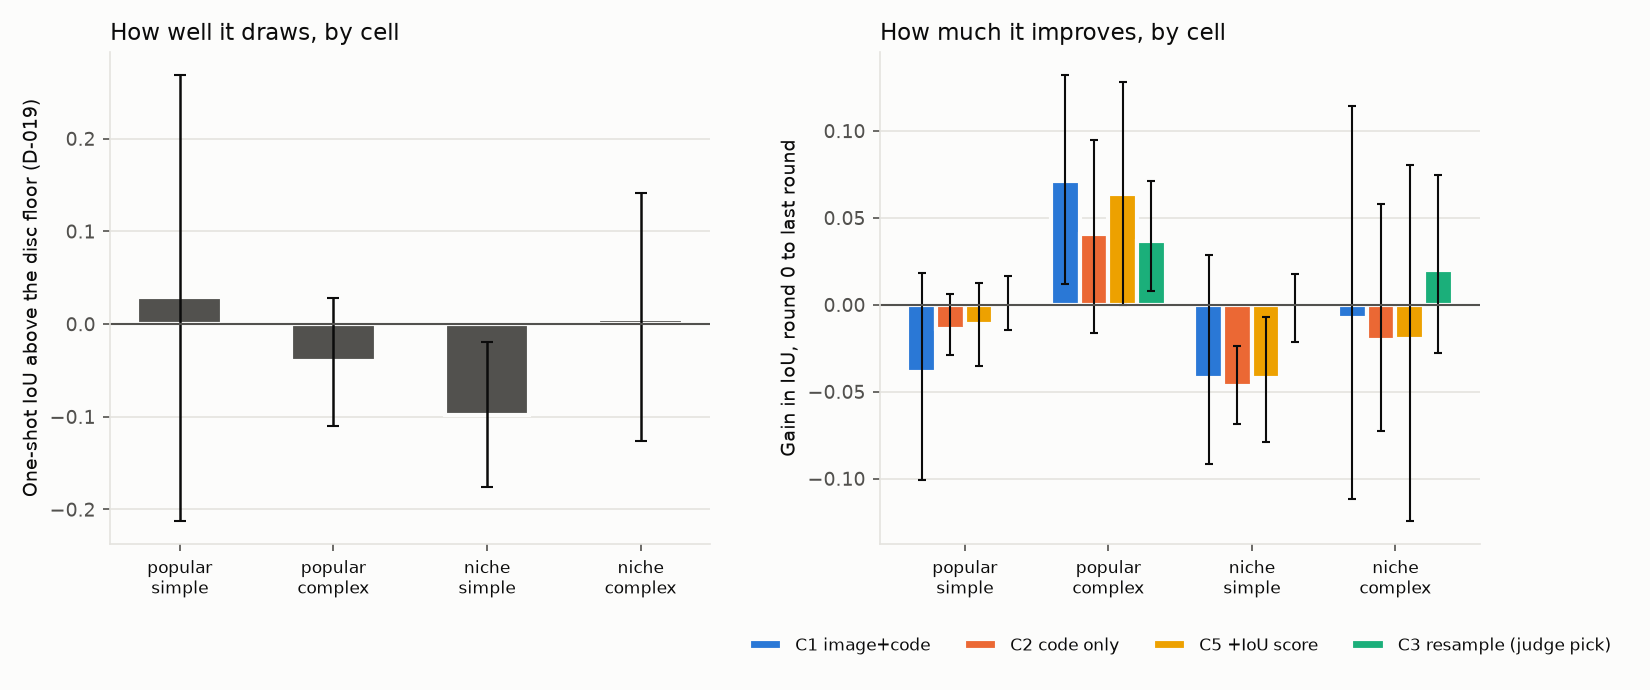 How well it draws, by cell
One-shot IoU above the disc floor (D-019)
0.2
0.1
0.0
−0.1
−0.2
popular simple
popular complex
niche simple
niche complex
How much it improves, by cell
Gain in IoU, round 0 to last round
0.10
0.05
0.00
−0.05
−0.10
popular simple
popular complex
niche simple
niche complex
C1 image+code
C2 code only
C5 +IoU score
C3 resample (judge pick)